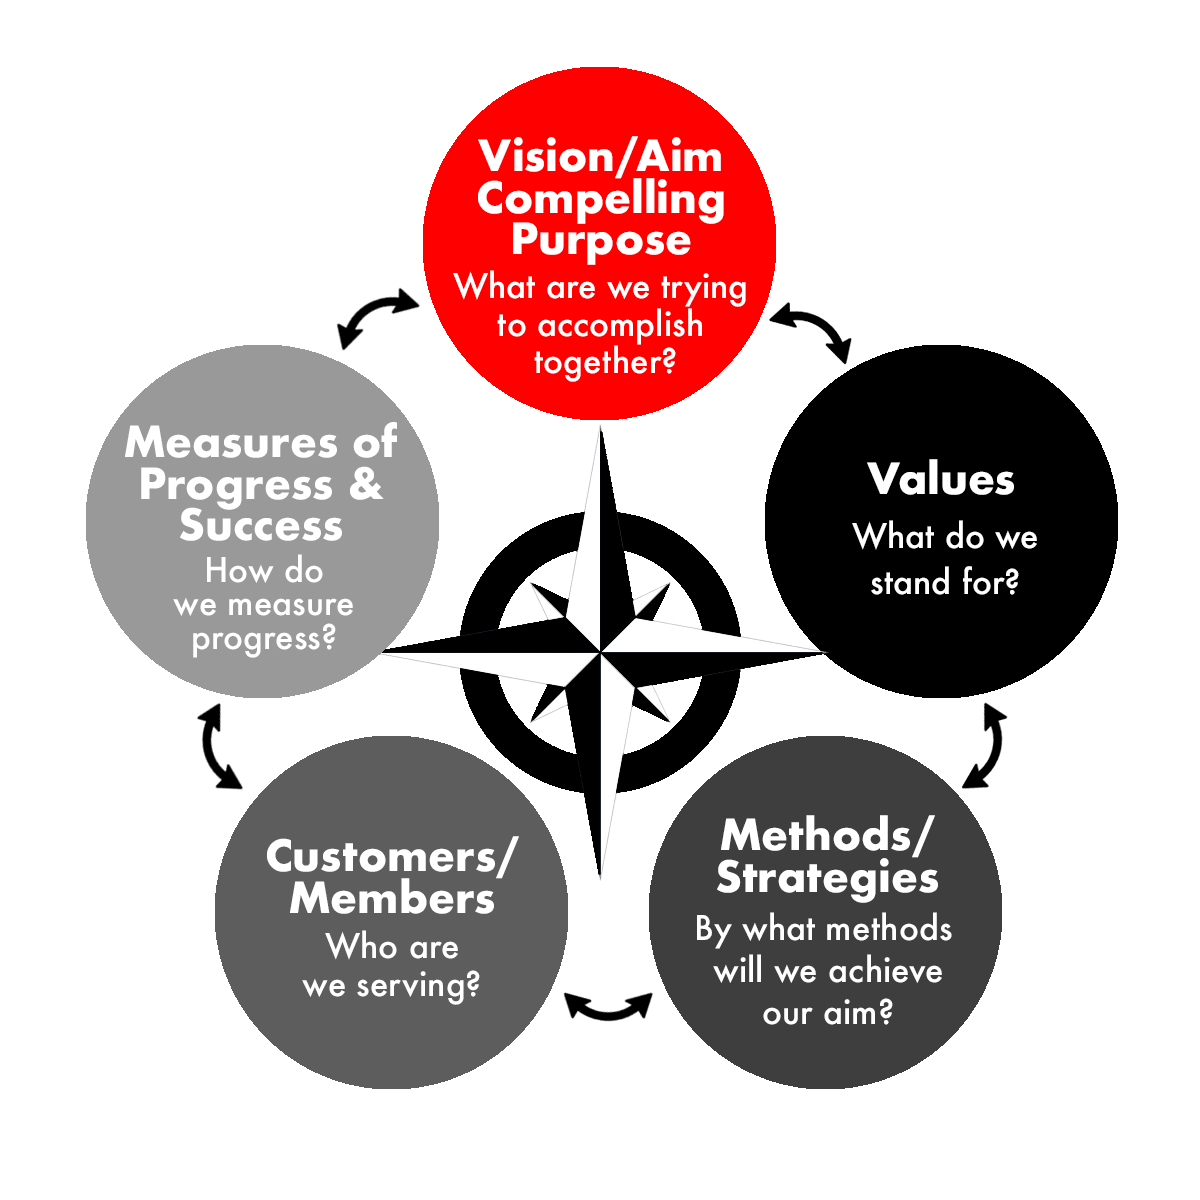 Vision/Aim
Compelling
Purpose
What are we trying
to accomplish
together?
Values
What do we
stand for?
Methods/
Strategies
By what methods
will we achieve
our aim?
Customers/
Members
Who are
we serving?
Measures of
Progress &
Success
How do
we measure
progress?